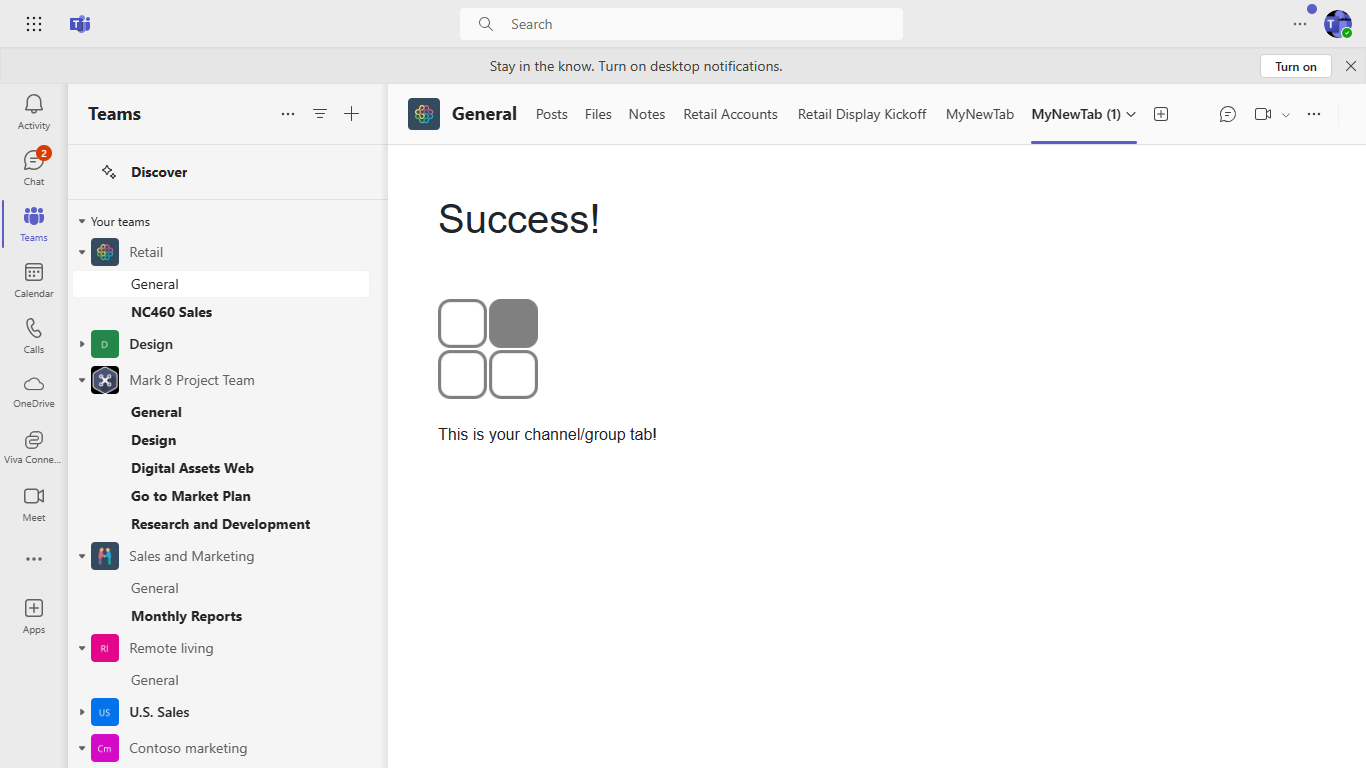 Search
Stay in the know. Turn on desktop notifications.
Turn on
Activity
2
Chat
Teams
Calendar
Calls
OneDrive
Viva Conne...
Meet
Apps
Teams
Discover
Your teams
Retail
General
NC460 Sales
D
Design
Mark 8 Project Team
General
Design
Digital Assets Web
Go to Market Plan
Research and Development
Sales and Marketing
General
Monthly Reports
Rl
Remote living
General
US
U.S. Sales
Cm
Contoso marketing
General
Posts
Files
Notes
Retail Accounts
Retail Display Kickoff
MyNewTab
MyNewTab (1)
Success!
This is your channel/group tab!